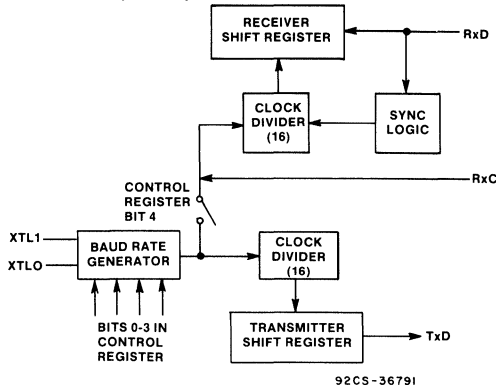 RECEIVER
SHIFT REGISTER
RxD
CLOCK
DIVIDER
(16)
SYNC
LOGIC
RxC
CONTROL
REGISTER
BIT 4
XTL1
XTLO
BAUD RATE
GENERATOR
CLOCK
DIVIDER
(16)
BITS 0-3 IN
CONTROL
REGISTER
TRANSMITTER
SHIFT REGISTER
TxD
92CS-36791